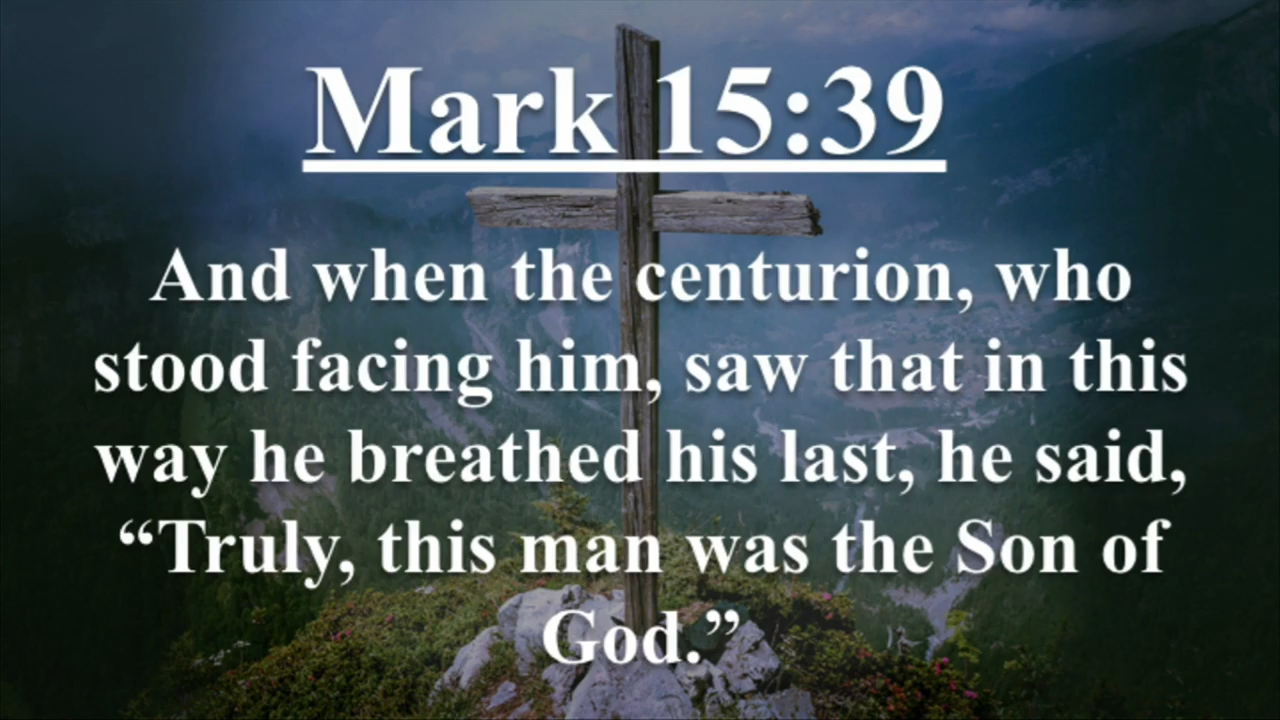 Mark 15:39
And when the centurion, who
stood facing him, saw that in this
way he breathed his last, he said,
“Truly, this man was the Son of
God.”